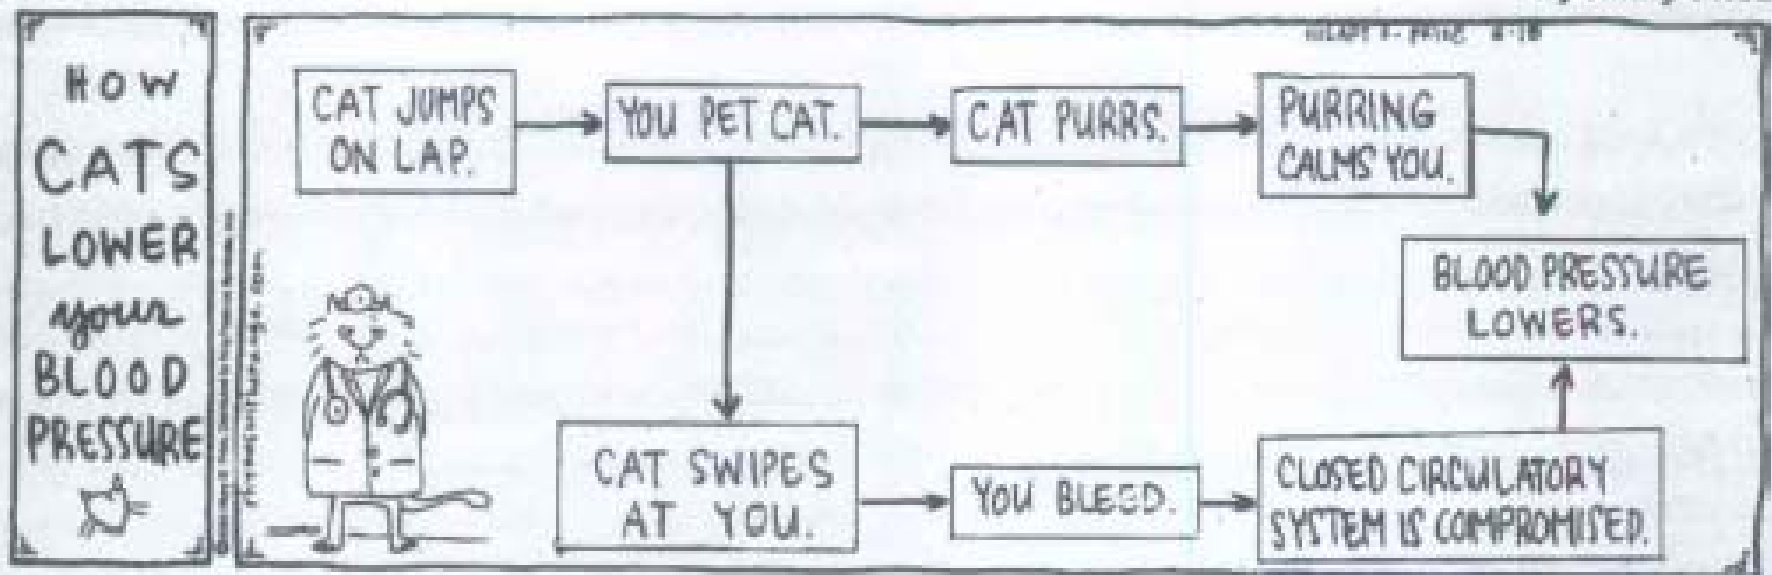 HOW
CATS
LOWER
your
BLOOD
PRESSURE
CAT JUMPS
ON LAP.
YOU PET CAT.
CAT PURRS.
PURRING
CALMS YOU.
BLOOD PRESSURE
LOWERS.
CAT SWIPES
AT YOU.
YOU BLEED.
CLOSED CIRCULATORY
SYSTEM IS COMPROMISED.